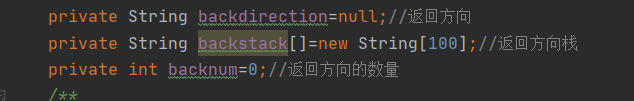 private String backdirection=null;//返回方向
private String backstack[]=new String[100];//返回方向栈
private int backnum=0;//返回方向的数量
/**